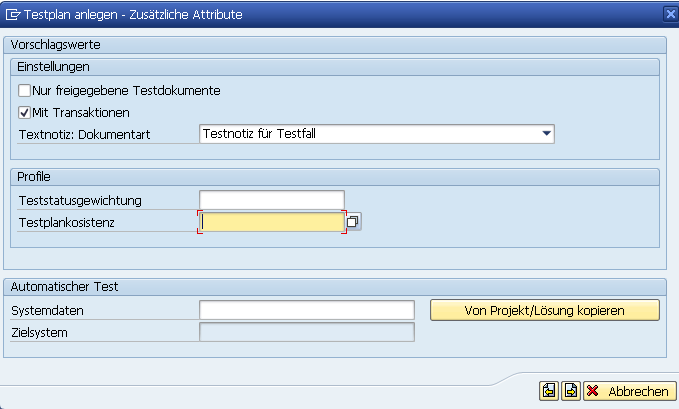 Testplan anlegen - Zusätzliche Attribute
Vorschlagswerte
Einstellungen
Nur freigegebene Testdokumente
Mit Transaktionen
Textnotiz: Dokumentart Testnotiz für Testfall
Profile
Teststatusgewichtung
Testplankosistenz
Automatischer Test
Systemdaten Von Projekt/Lösung kopieren
Zielsystem
Abbrechen